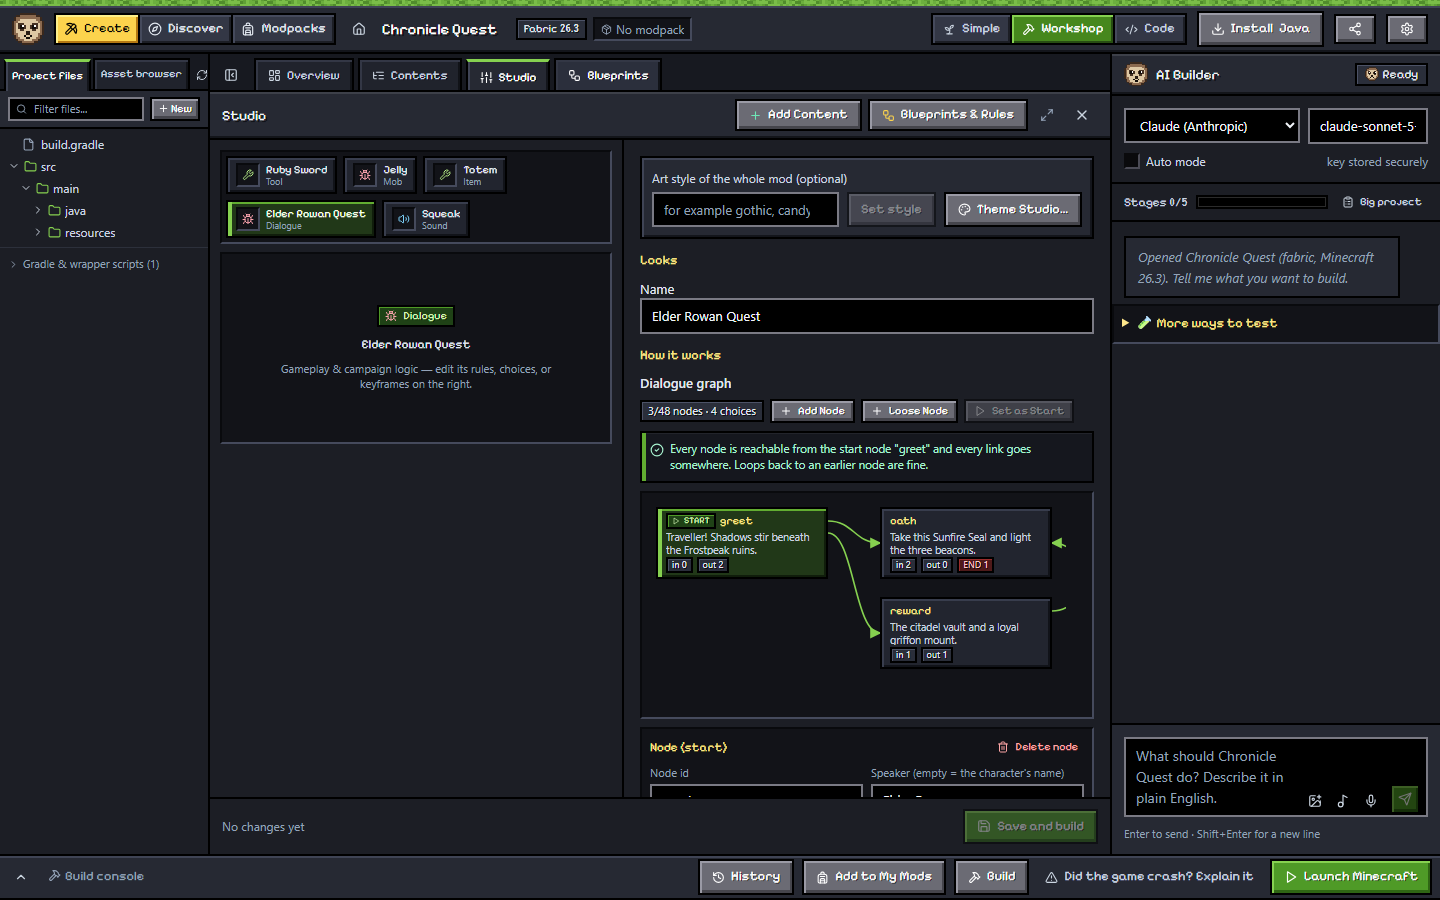 Create
Discover
Modpacks
Chronicle Quest
Fabric 26.3
No modpack
Simple
Workshop
Code
Install Java
Project files
Asset browser
Overview
Contents
Studio
Blueprints
AI Builder
Ready
Filter files...
New
Studio
Add Content
Blueprints & Rules
Claude (Anthropic)
claude-sonnet-5
Auto mode
key stored securely
Stages 0/5
Big project
build.gradle
src
main
java
resources
Gradle & wrapper scripts (1)
Ruby Sword
Tool
Jelly
Mob
Totem
Item
Elder Rowan Quest
Dialogue
Squeak
Sound
Dialogue
Elder Rowan Quest
Gameplay & campaign logic — edit its rules, choices, or
keyframes on the right.
Art style of the whole mod (optional)
for example gothic, candy
Set style
Theme Studio...
Looks
Name
Elder Rowan Quest
How it works
Dialogue graph
3/48 nodes · 4 choices
Add Node
Loose Node
Set as Start
Every node is reachable from the start node "greet" and every link goes
somewhere. Loops back to an earlier node are fine.
START
greet
Traveller! Shadows stir beneath
the Frostpeak ruins.
in 0
out 2
oath
Take this Sunfire Seal and light
the three beacons.
in 2
out 0
END 1
reward
The citadel vault and a loyal
griffon mount.
in 1
out 1
Node (start)
Delete node
Node id
Speaker (empty = the character's name)
No changes yet
Save and build
Opened Chronicle Quest (fabric, Minecraft
26.3). Tell me what you want to build.
More ways to test
What should Chronicle
Quest do? Describe it in
plain English.
Enter to send · Shift+Enter for a new line
Build console
History
Add to My Mods
Build
Did the game crash? Explain it
Launch Minecraft